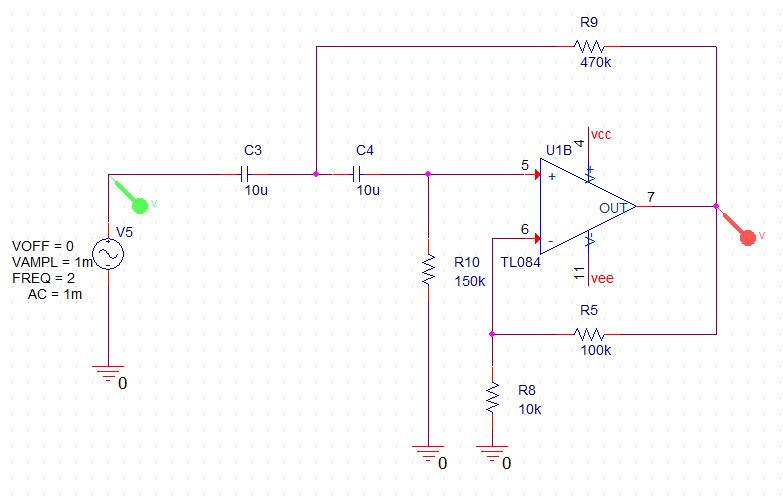 R9
470k
vcc
4
C3
C4
5
U1B
+
V+
10u
10u
7
OUT
V
V5
6
-
V-
V
VOFF = 0
VAMPL = 1m
FREQ = 2
AC = 1m
R10
150k
TL084
11
vee
R5
100k
0
R8
10k
0
0